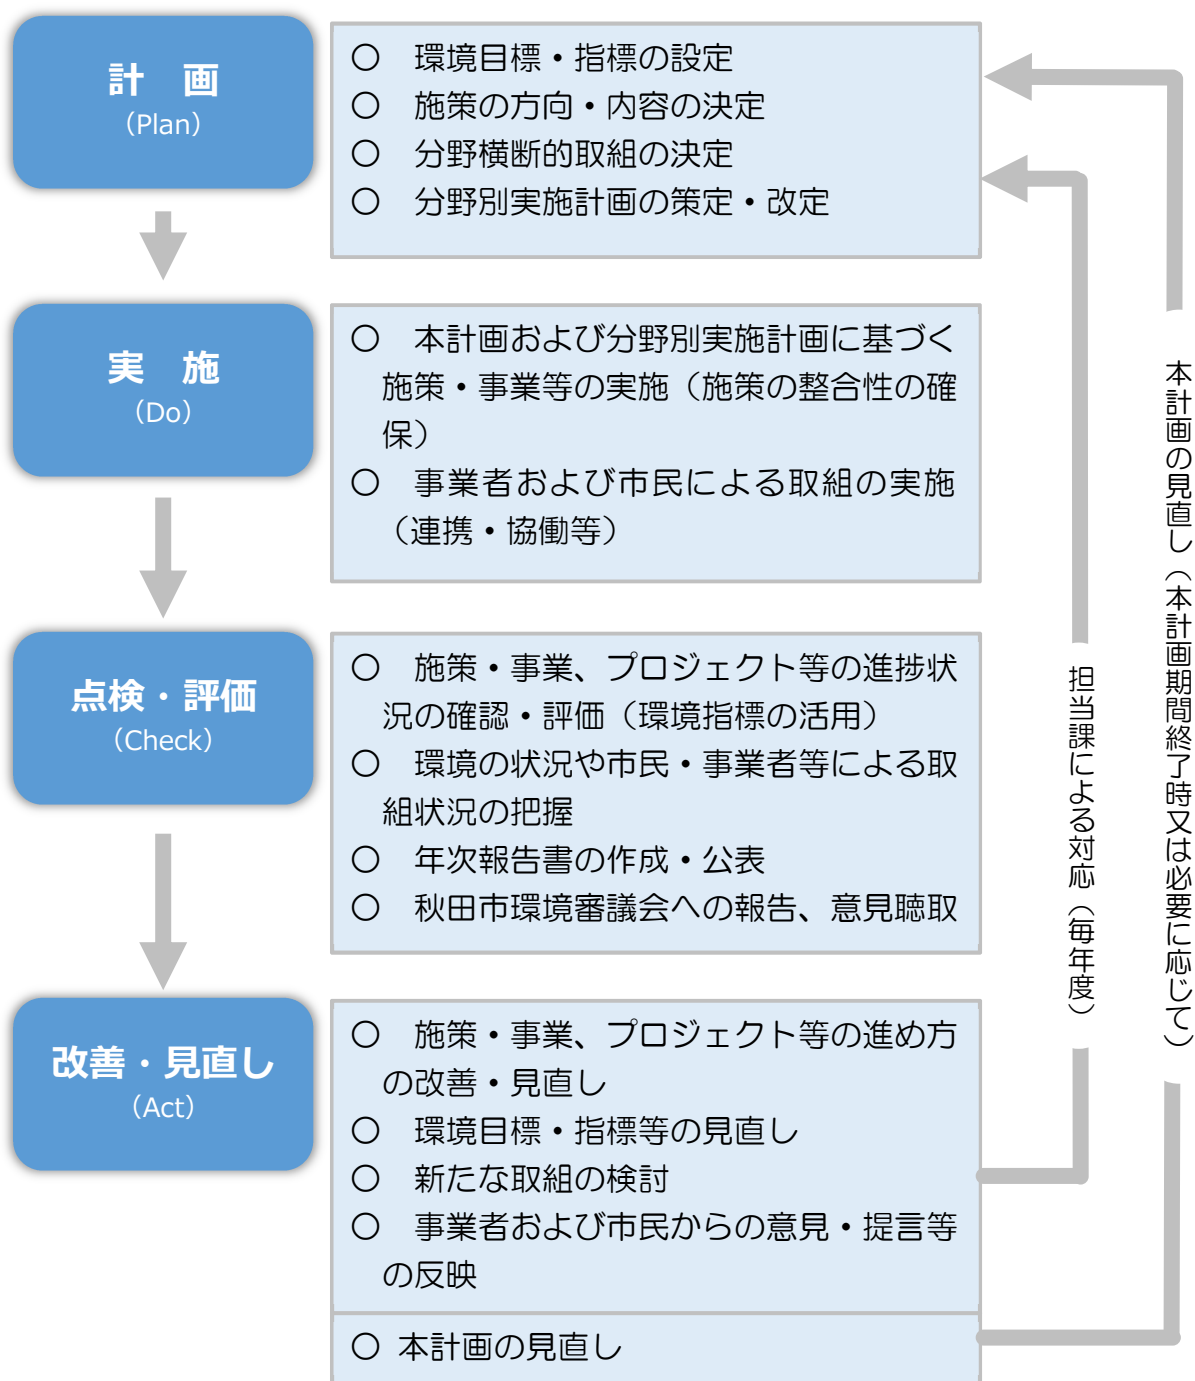 計　画
（Plan）
○　環境目標・指標の設定
○　施策の方向・内容の決定
○　分野横断的取組の決定
○　分野別実施計画の策定・改定
実　施
（Do）
○　本計画および分野別実施計画に基づく
施策・事業等の実施（施策の整合性の確
保）
○　事業者および市民による取組の実施
（連携・協働等）
点検・評価
（Check）
○　施策・事業、プロジェクト等の進捗状
況の確認・評価（環境指標の活用）
○　環境の状況や市民・事業者等による取
組状況の把握
○　年次報告書の作成・公表
○　秋田市環境審議会への報告、意見聴取
改善・見直し
（Act）
○　施策・事業、プロジェクト等の進め方
の改善・見直し
○　環境目標・指標等の見直し
○　新たな取組の検討
○　事業者および市民からの意見・提言等
の反映
○ 本計画の見直し
担当課による対応（毎年度）
本計画の見直し（本計画期間終了時又は必要に応じて）